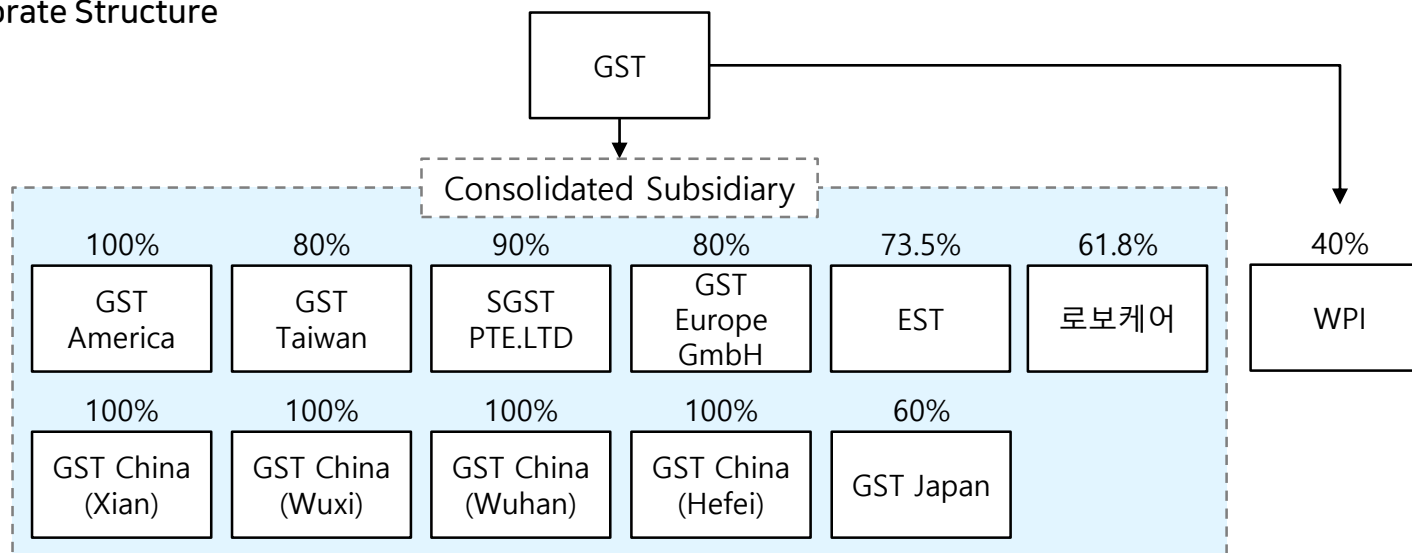 orate Structure
GST
Consolidated Subsidiary
100% 80% 90% 80% 73.5% 61.8% 40%
GST
America
GST
Taiwan
SGST
PTE.LTD
GST
Europe
GmbH
EST
로보케어
WPI
100% 100% 100% 100% 60%
GST China
(Xian)
GST China
(Wuxi)
GST China
(Wuhan)
GST China
(Hefei)
GST Japan